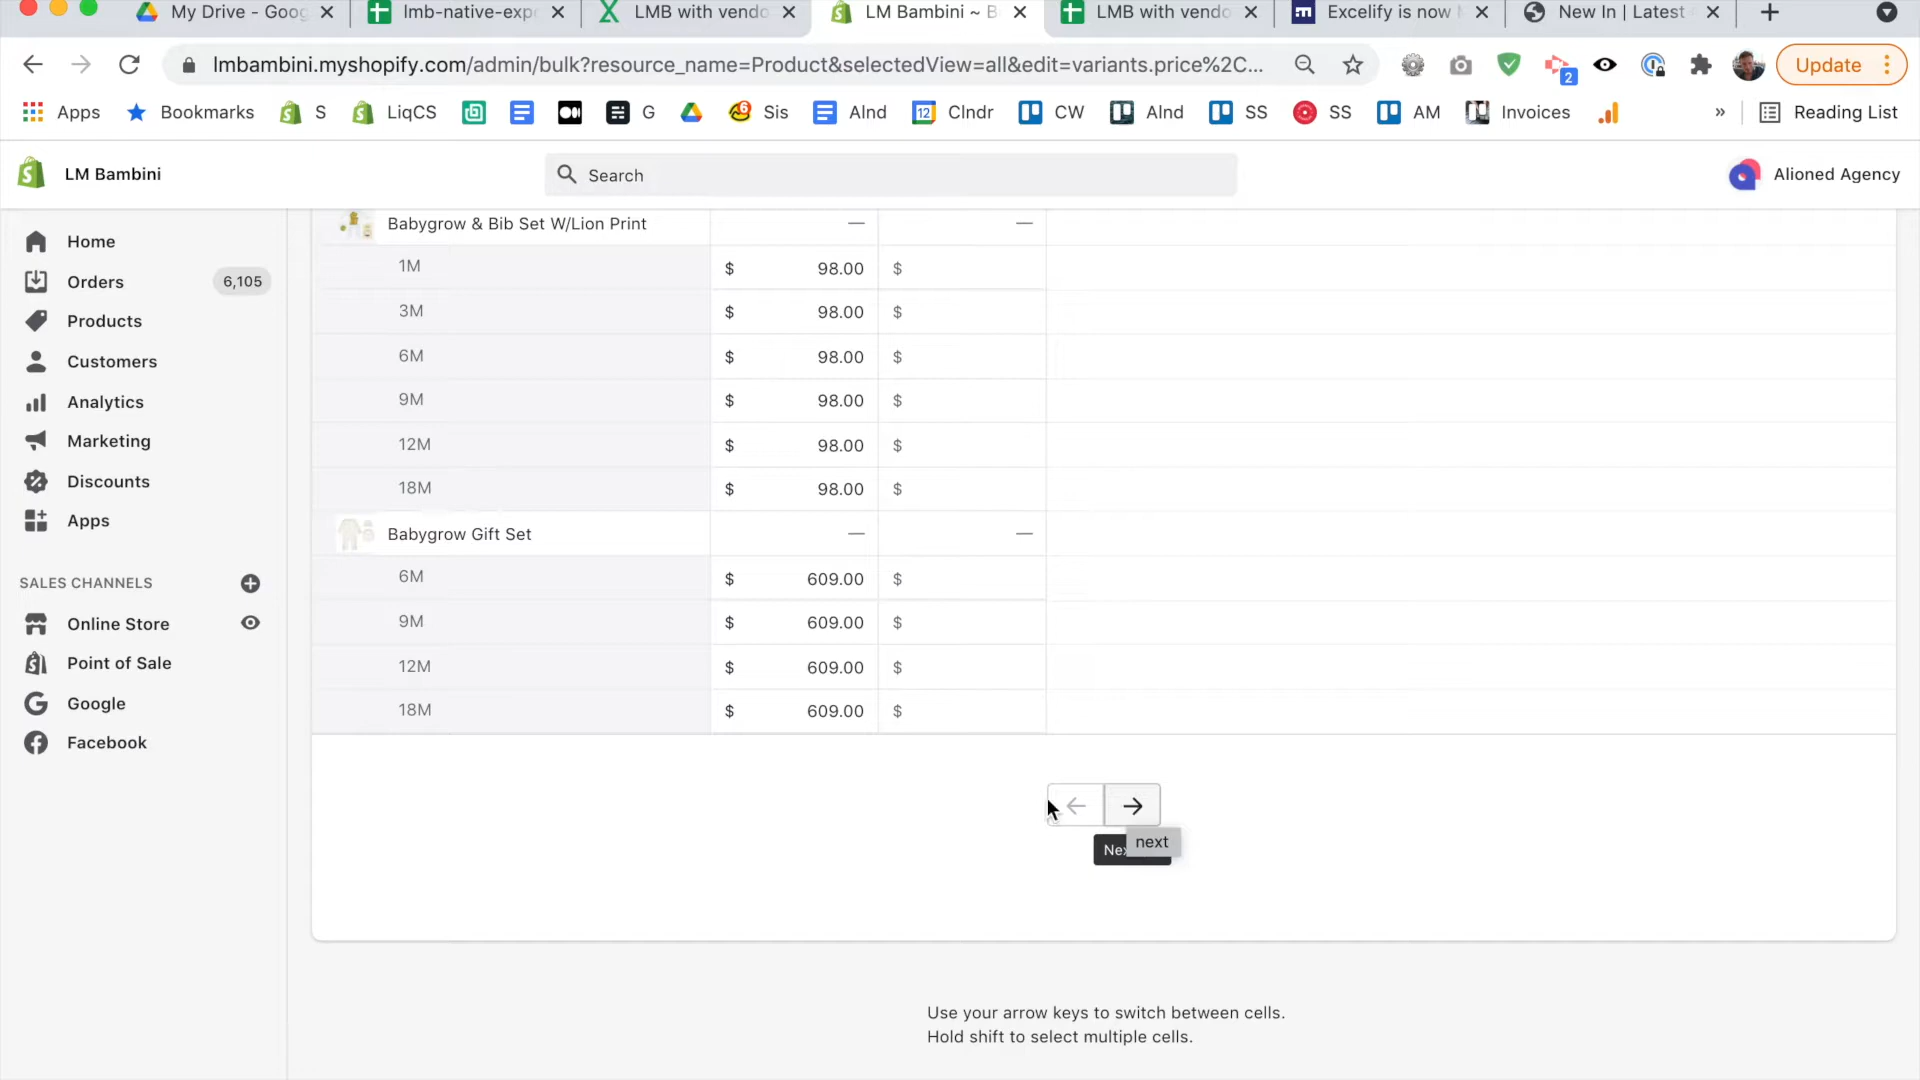 My Drive - Goog
lmb-native-exp
LMB with vendo
LM Bambini ~ B
LMB with vendo
Excelify is now
New In | Latest
lmbambini.myshopify.com/admin/bulk?resource_name=Product&selectedView=all&edit=variants.price%2C...
2
Update
Apps
Bookmarks
S
LiqCS
G
6
Sis
AInd
12
Clndr
CW
AInd
SS
SS
AM
Invoices
»
Reading List
LM Bambini
Search
Alioned Agency
Home
Orders
6,105
Products
Customers
Analytics
Marketing
Discounts
Apps
SALES CHANNELS
Online Store
Point of Sale
Google
Facebook
Babygrow & Bib Set W/Lion Print — —
1M $ 98.00 $
3M $ 98.00 $
6M $ 98.00 $
9M $ 98.00 $
12M $ 98.00 $
18M $ 98.00 $
Babygrow Gift Set — —
6M $ 609.00 $
9M $ 609.00 $
12M $ 609.00 $
18M $ 609.00 $
next
Use your arrow keys to switch between cells.
Hold shift to select multiple cells.